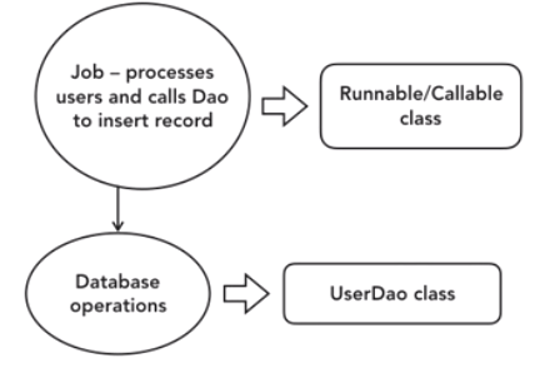 Job – processes
users and calls Dao
to insert record
Runnable/Callable
class
Database
operations
UserDao class